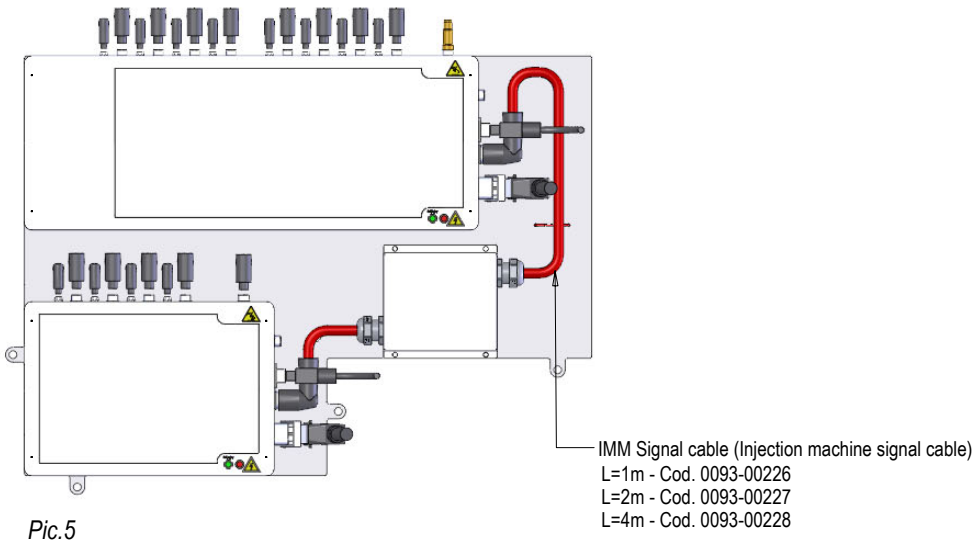 IMM Signal cable (Injection machine signal cable)
L=1m - Cod. 0093-00226
L=2m - Cod. 0093-00227
L=4m - Cod. 0093-00228
Pic.5